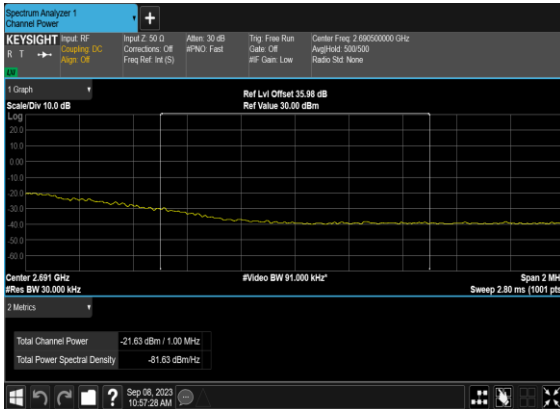 Spectrum Analyzer 1
Channel Power
+
KEYSIGHT Input: RF Input Z: 50 Ω Atten: 30 dB Trig: Free Run Center Freq: 2.690500000 GHz
R T Coupling: DC Corrections: Off #PNO: Fast Gate: Off Avg|Hold: 500/500
Align: Off Freq Ref: Int (S) #IF Gain: Low Radio Std: None
LV
1 Graph
Ref Lvl Offset 35.98 dB
Scale/Div 10.0 dB Ref Value 30.00 dBm
Log
20.0
10.0
0.00
-10.0
-20.0
-30.0
-40.0
-50.0
-60.0
Center 2.691 GHz #Video BW 91.000 kHz* Span 2 MH
#Res BW 30.000 kHz Sweep 2.80 ms (1001 pts
2 Metrics
Total Channel Power -21.63 dBm / 1.00 MHz
Total Power Spectral Density -81.63 dBm/Hz
?
Sep 08, 2023
10:57:28 AM